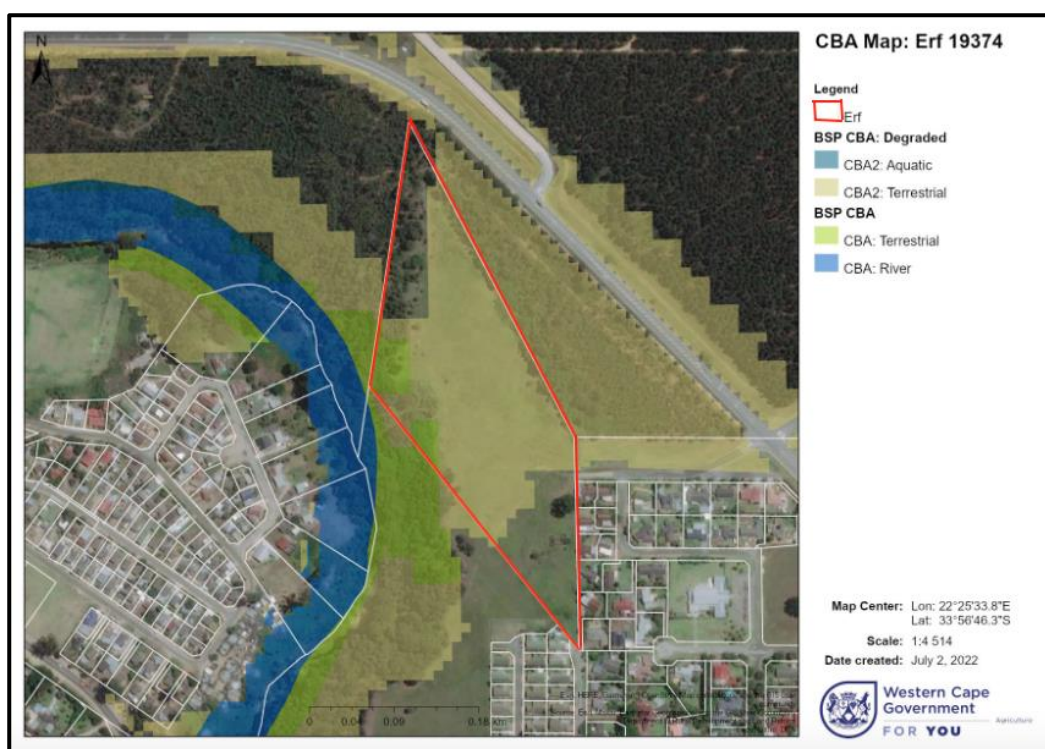 N
CBA Map: Erf 19374
Legend
Erf
BSP CBA: Degraded
CBA2: Aquatic
CBA2: Terrestrial
BSP CBA
CBA: Terrestrial
CBA: River
Map Center: Lon: 22°25'33.8"E
Lat: 33°56'46.3"S
Scale: 1:4 514
Date created: July 2, 2022
0 0.04 0.09 0.18 km
Western Cape
Government
Agriculture
FOR YOU